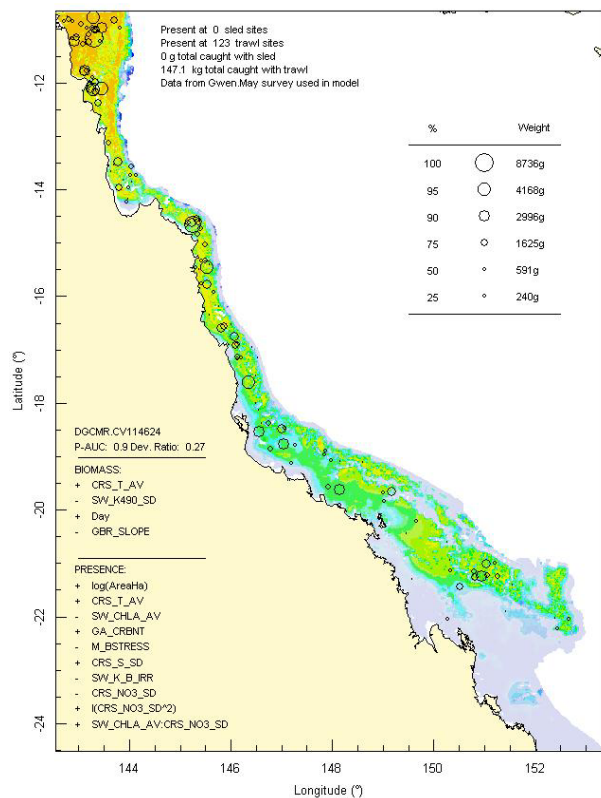 Present at 0 sled sites
Present at 123 trawl sites
0 g total caught with sled
147.1 kg total caught with trawl
Data from Gwen.May survey used in model
% Weight
100 8736g
95 4168g
90 2996g
75 1625g
50 591g
25 240g
-12
-14
-16
-18
-20
-22
-24
Latitude (°)
DGCMR.CV114624
P-AUC: 0.9 Dev. Ratio: 0.27
BIOMASS:
+ CRS_T_AV
- SW_K490_SD
+ Day
- GBR_SLOPE
PRESENCE:
+ log(AreaHa)
+ CRS_T_AV
- SW_CHLA_AV
+ GA_CRBNT
- M_BSTRESS
+ CRS_S_SD
- SW_K_B_IRR
- CRS_NO3_SD
+ I(CRS_NO3_SD^2)
+ SW_CHLA_AV:CRS_NO3_SD
144 146 148 150 152
Longitude (°)